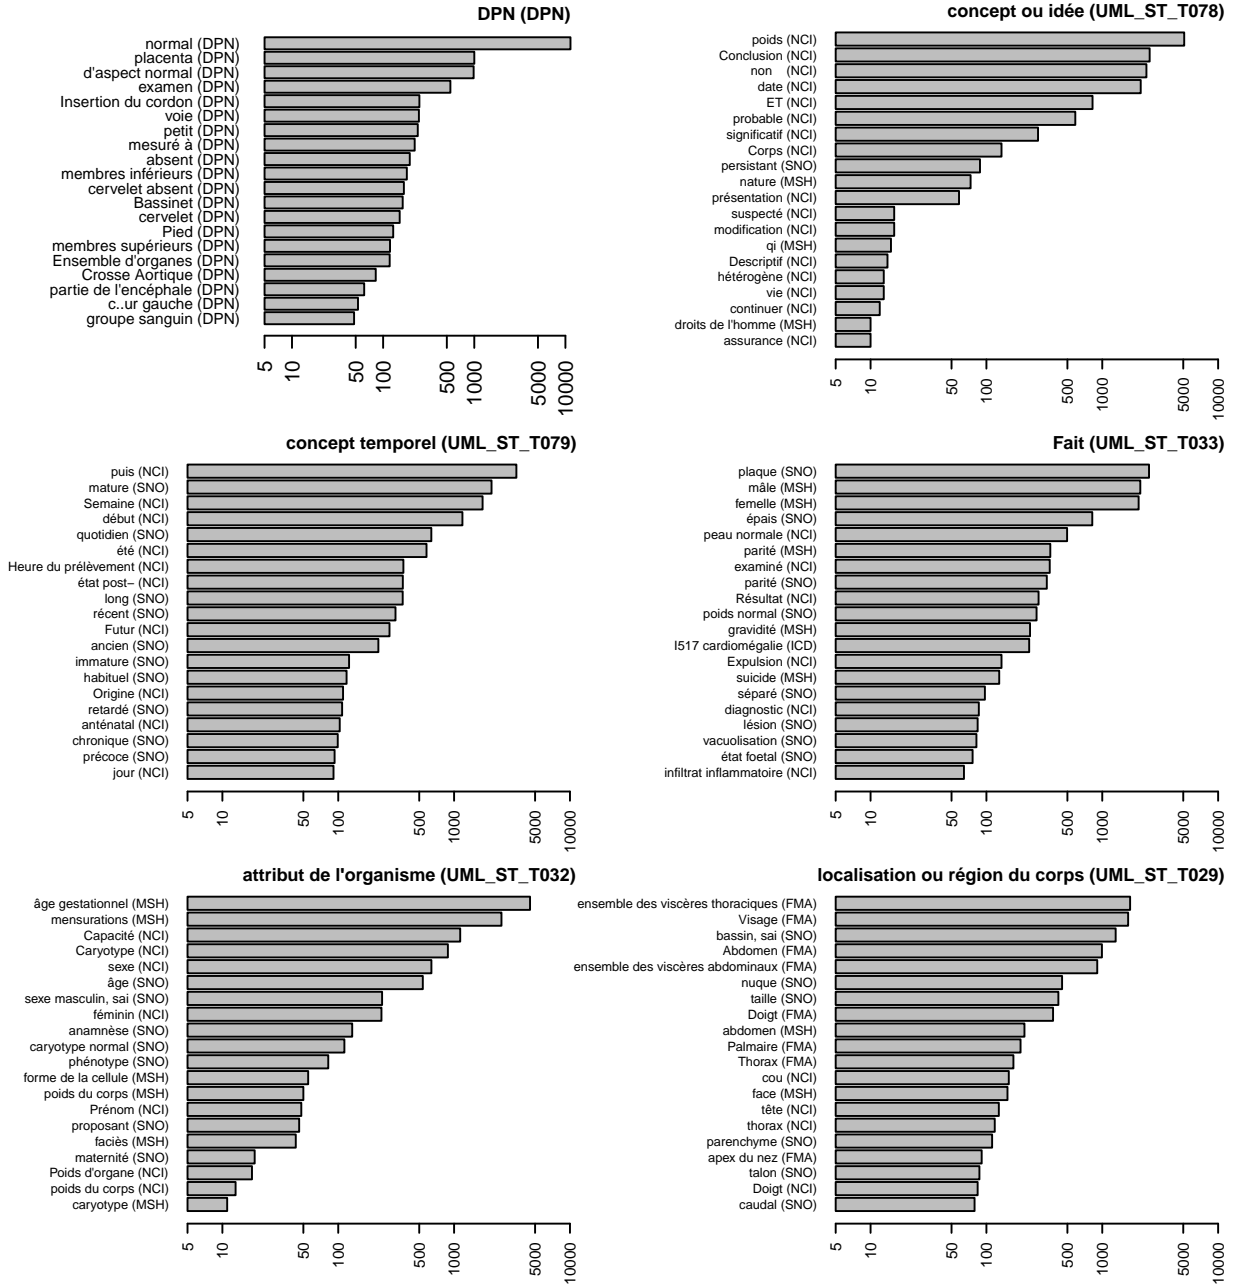 DPN (DPN)
normal (DPN)
placenta (DPN)
d'aspect normal (DPN)
examen (DPN)
Insertion du cordon (DPN)
voie (DPN)
petit (DPN)
mesuré à (DPN)
absent (DPN)
membres inférieurs (DPN)
cervelet absent (DPN)
Bassinet (DPN)
cervelet (DPN)
Pied (DPN)
membres supérieurs (DPN)
Ensemble d'organes (DPN)
Crosse Aortique (DPN)
partie de l'encéphale (DPN)
c..ur gauche (DPN)
groupe sanguin (DPN)
5 10 50 100 500 1000 5000 10000
concept ou idée (UML_ST_T078)
poids (NCI)
Conclusion (NCI)
non (NCI)
date (NCI)
ET (NCI)
probable (NCI)
significatif (NCI)
Corps (NCI)
persistant (SNO)
nature (MSH)
présentation (NCI)
suspecté (NCI)
modification (NCI)
qi (MSH)
Descriptif (NCI)
hétérogène (NCI)
vie (NCI)
continuer (NCI)
droits de l'homme (MSH)
assurance (NCI)
5 10 50 100 500 1000 5000 10000
concept temporel (UML_ST_T079)
puis (NCI)
mature (SNO)
Semaine (NCI)
début (NCI)
quotidien (SNO)
été (NCI)
Heure du prélèvement (NCI)
état post− (NCI)
long (SNO)
récent (SNO)
Futur (NCI)
ancien (SNO)
immature (SNO)
habituel (SNO)
Origine (NCI)
retardé (SNO)
anténatal (NCI)
chronique (SNO)
précoce (SNO)
jour (NCI)
5 10 50 100 500 1000 5000 10000
Fait (UML_ST_T033)
plaque (SNO)
mâle (MSH)
femelle (MSH)
épais (SNO)
peau normale (NCI)
parité (MSH)
examiné (NCI)
parité (SNO)
Résultat (NCI)
poids normal (SNO)
gravidité (MSH)
I517 cardiomégalie (ICD)
Expulsion (NCI)
suicide (MSH)
séparé (SNO)
diagnostic (NCI)
lésion (SNO)
vacuolisation (SNO)
état foetal (SNO)
infiltrat inflammatoire (NCI)
5 10 50 100 500 1000 5000 10000
attribut de l'organisme (UML_ST_T032)
âge gestationnel (MSH)
mensurations (MSH)
Capacité (NCI)
Caryotype (NCI)
sexe (NCI)
âge (SNO)
sexe masculin, sai (SNO)
féminin (NCI)
anamnèse (SNO)
caryotype normal (SNO)
phénotype (SNO)
forme de la cellule (MSH)
poids du corps (MSH)
Prénom (NCI)
proposant (SNO)
faciès (MSH)
maternité (SNO)
Poids d'organe (NCI)
poids du corps (NCI)
caryotype (MSH)
5 10 50 100 500 1000 5000 10000
localisation ou région du corps (UML_ST_T029)
ensemble des viscères thoraciques (FMA)
Visage (FMA)
bassin, sai (SNO)
Abdomen (FMA)
ensemble des viscères abdominaux (FMA)
nuque (SNO)
taille (SNO)
Doigt (FMA)
abdomen (MSH)
Palmaire (FMA)
Thorax (FMA)
cou (NCI)
face (MSH)
tête (NCI)
thorax (NCI)
parenchyme (SNO)
apex du nez (FMA)
talon (SNO)
Doigt (NCI)
caudal (SNO)
5 10 50 100 500 1000 5000 10000